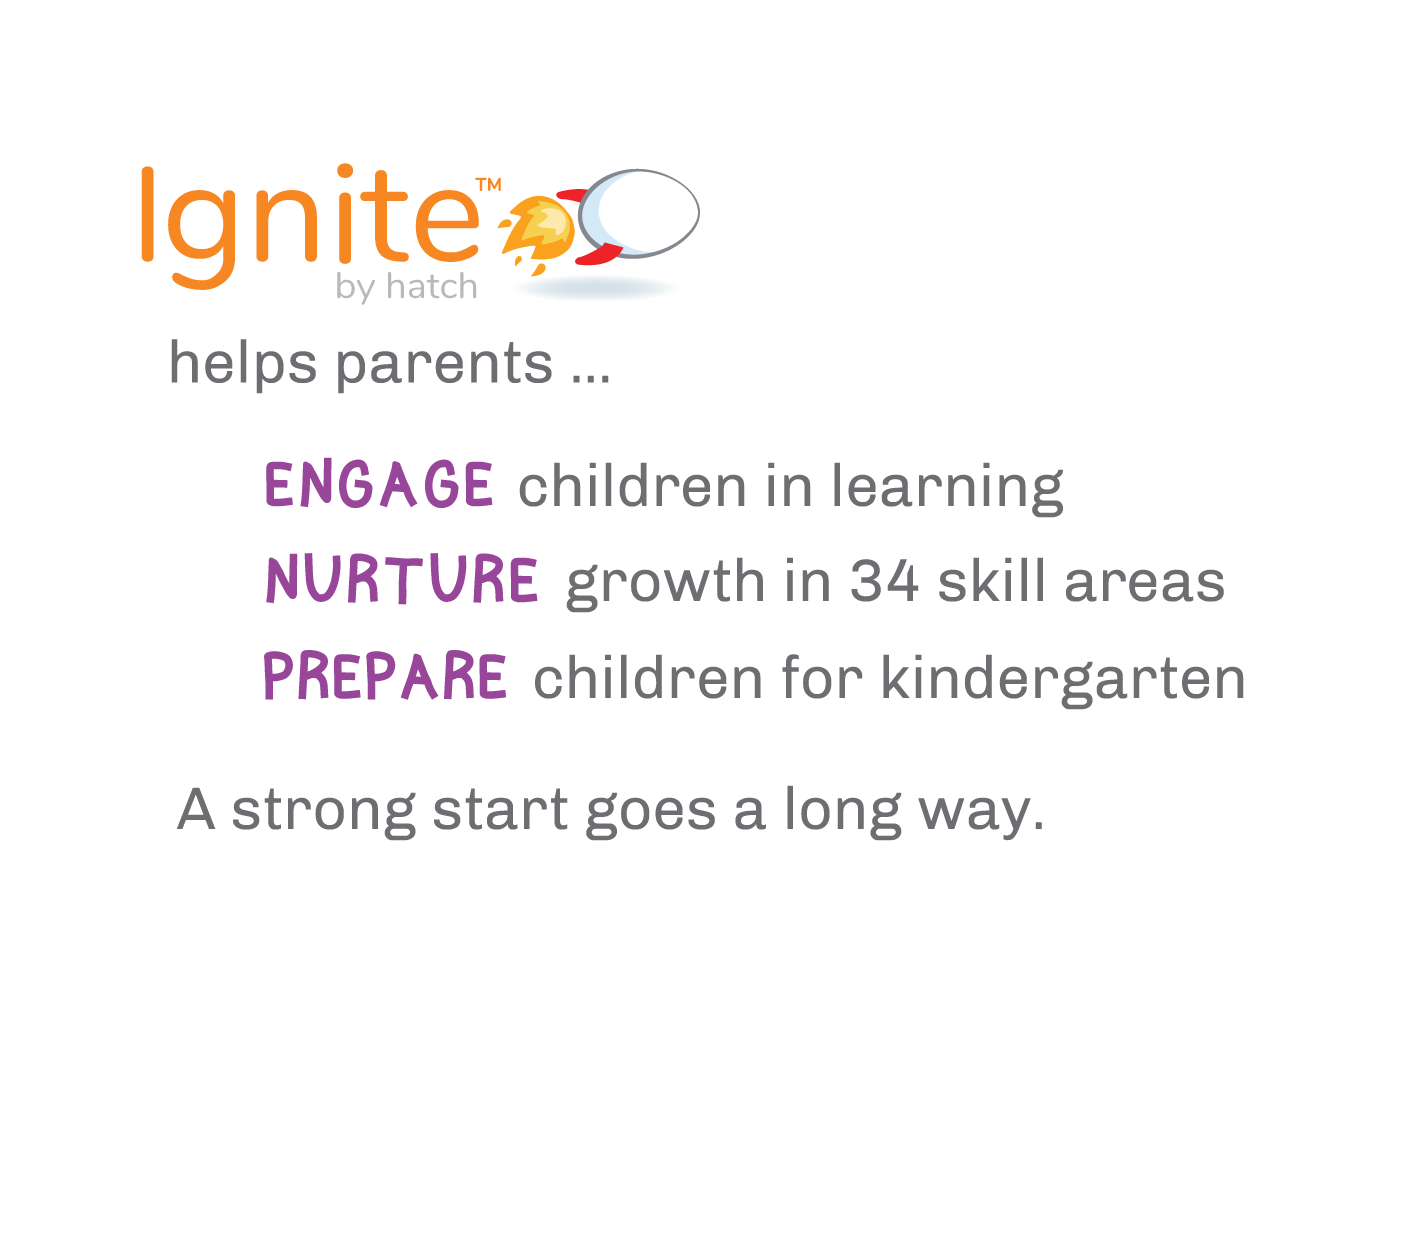 Ignite™
by hatch
helps parents ...
ENGAGE children in learning
NURTURE growth in 34 skill areas
PREPARE children for kindergarten
A strong start goes a long way.